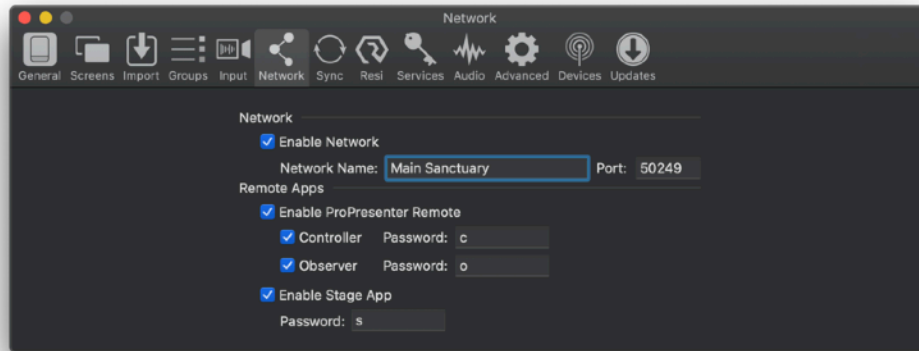 Network
General Screens Import Groups Input Network Sync Resi Services Audio Advanced Devices Updates
Network
Enable Network
Network Name: Main Sanctuary Port: 50249
Remote Apps
Enable ProPresenter Remote
Controller Password: c
Observer Password: o
Enable Stage App
Password: s